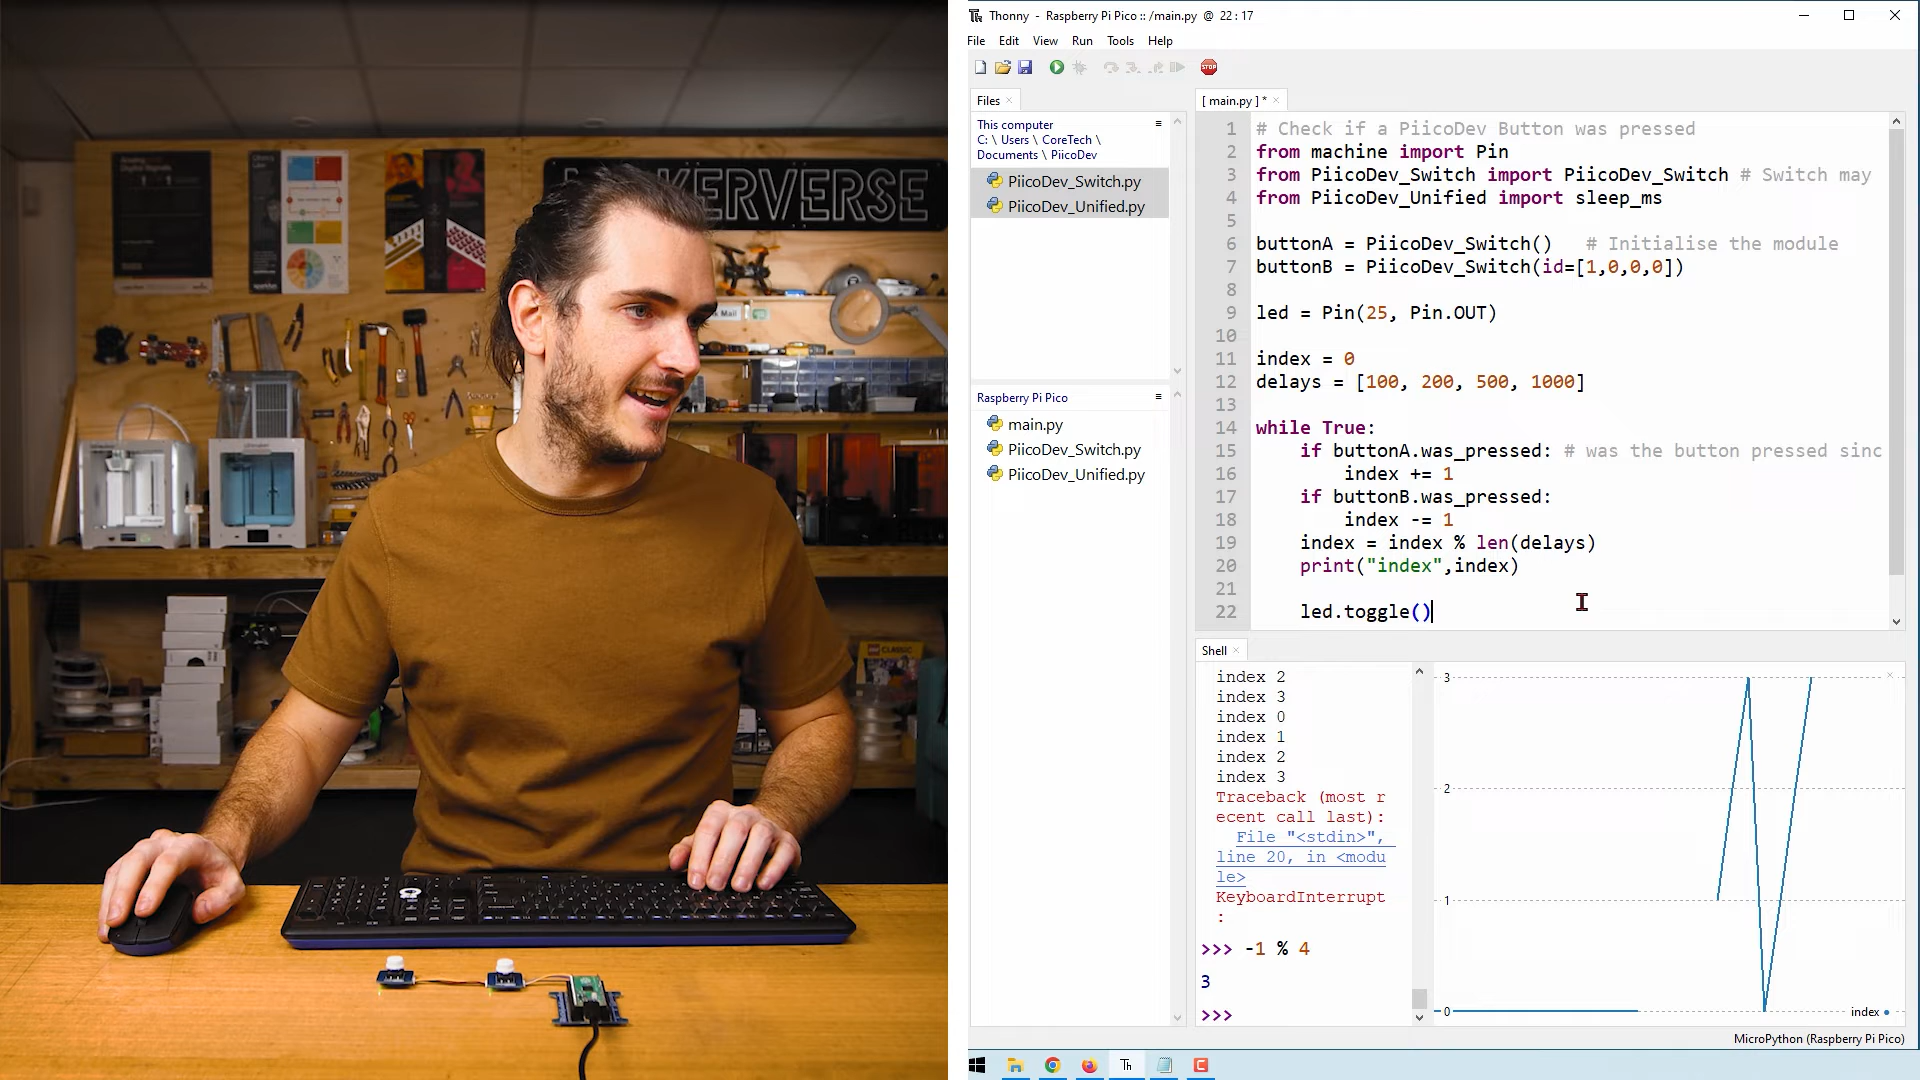 KERVERSE
CLASSIC
Thonny - Raspberry Pi Pico :: /main.py @ 22 : 17
File Edit View Run Tools Help
STOP
Files
This computer
C: \ Users \ CoreTech \
Documents \ PiicoDev
PiicoDev_Switch.py
PiicoDev_Unified.py
Raspberry Pi Pico
main.py
PiicoDev_Switch.py
PiicoDev_Unified.py
[ main.py ] *
1 # Check if a PiicoDev Button was pressed
2 from machine import Pin
3 from PiicoDev_Switch import PiicoDev_Switch # Switch may
4 from PiicoDev_Unified import sleep_ms
5
6 buttonA = PiicoDev_Switch() # Initialise the module
7 buttonB = PiicoDev_Switch(id=[1,0,0,0])
8
9 led = Pin(25, Pin.OUT)
10
11 index = 0
12 delays = [100, 200, 500, 1000]
13
14 while True:
15 if buttonA.was_pressed: # was the button pressed sinc
16 index += 1
17 if buttonB.was_pressed:
18 index -= 1
19 index = index % len(delays)
20 print("index",index)
21
22 led.toggle()
Shell
index 2
index 3
index 0
index 1
index 2
index 3
Traceback (most r
ecent call last):
File "<stdin>",
line 20, in <modu
le>
KeyboardInterrupt
:
>>> -1 % 4
3
>>>
3
2
1
0
index
MicroPython (Raspberry Pi Pico)
Th